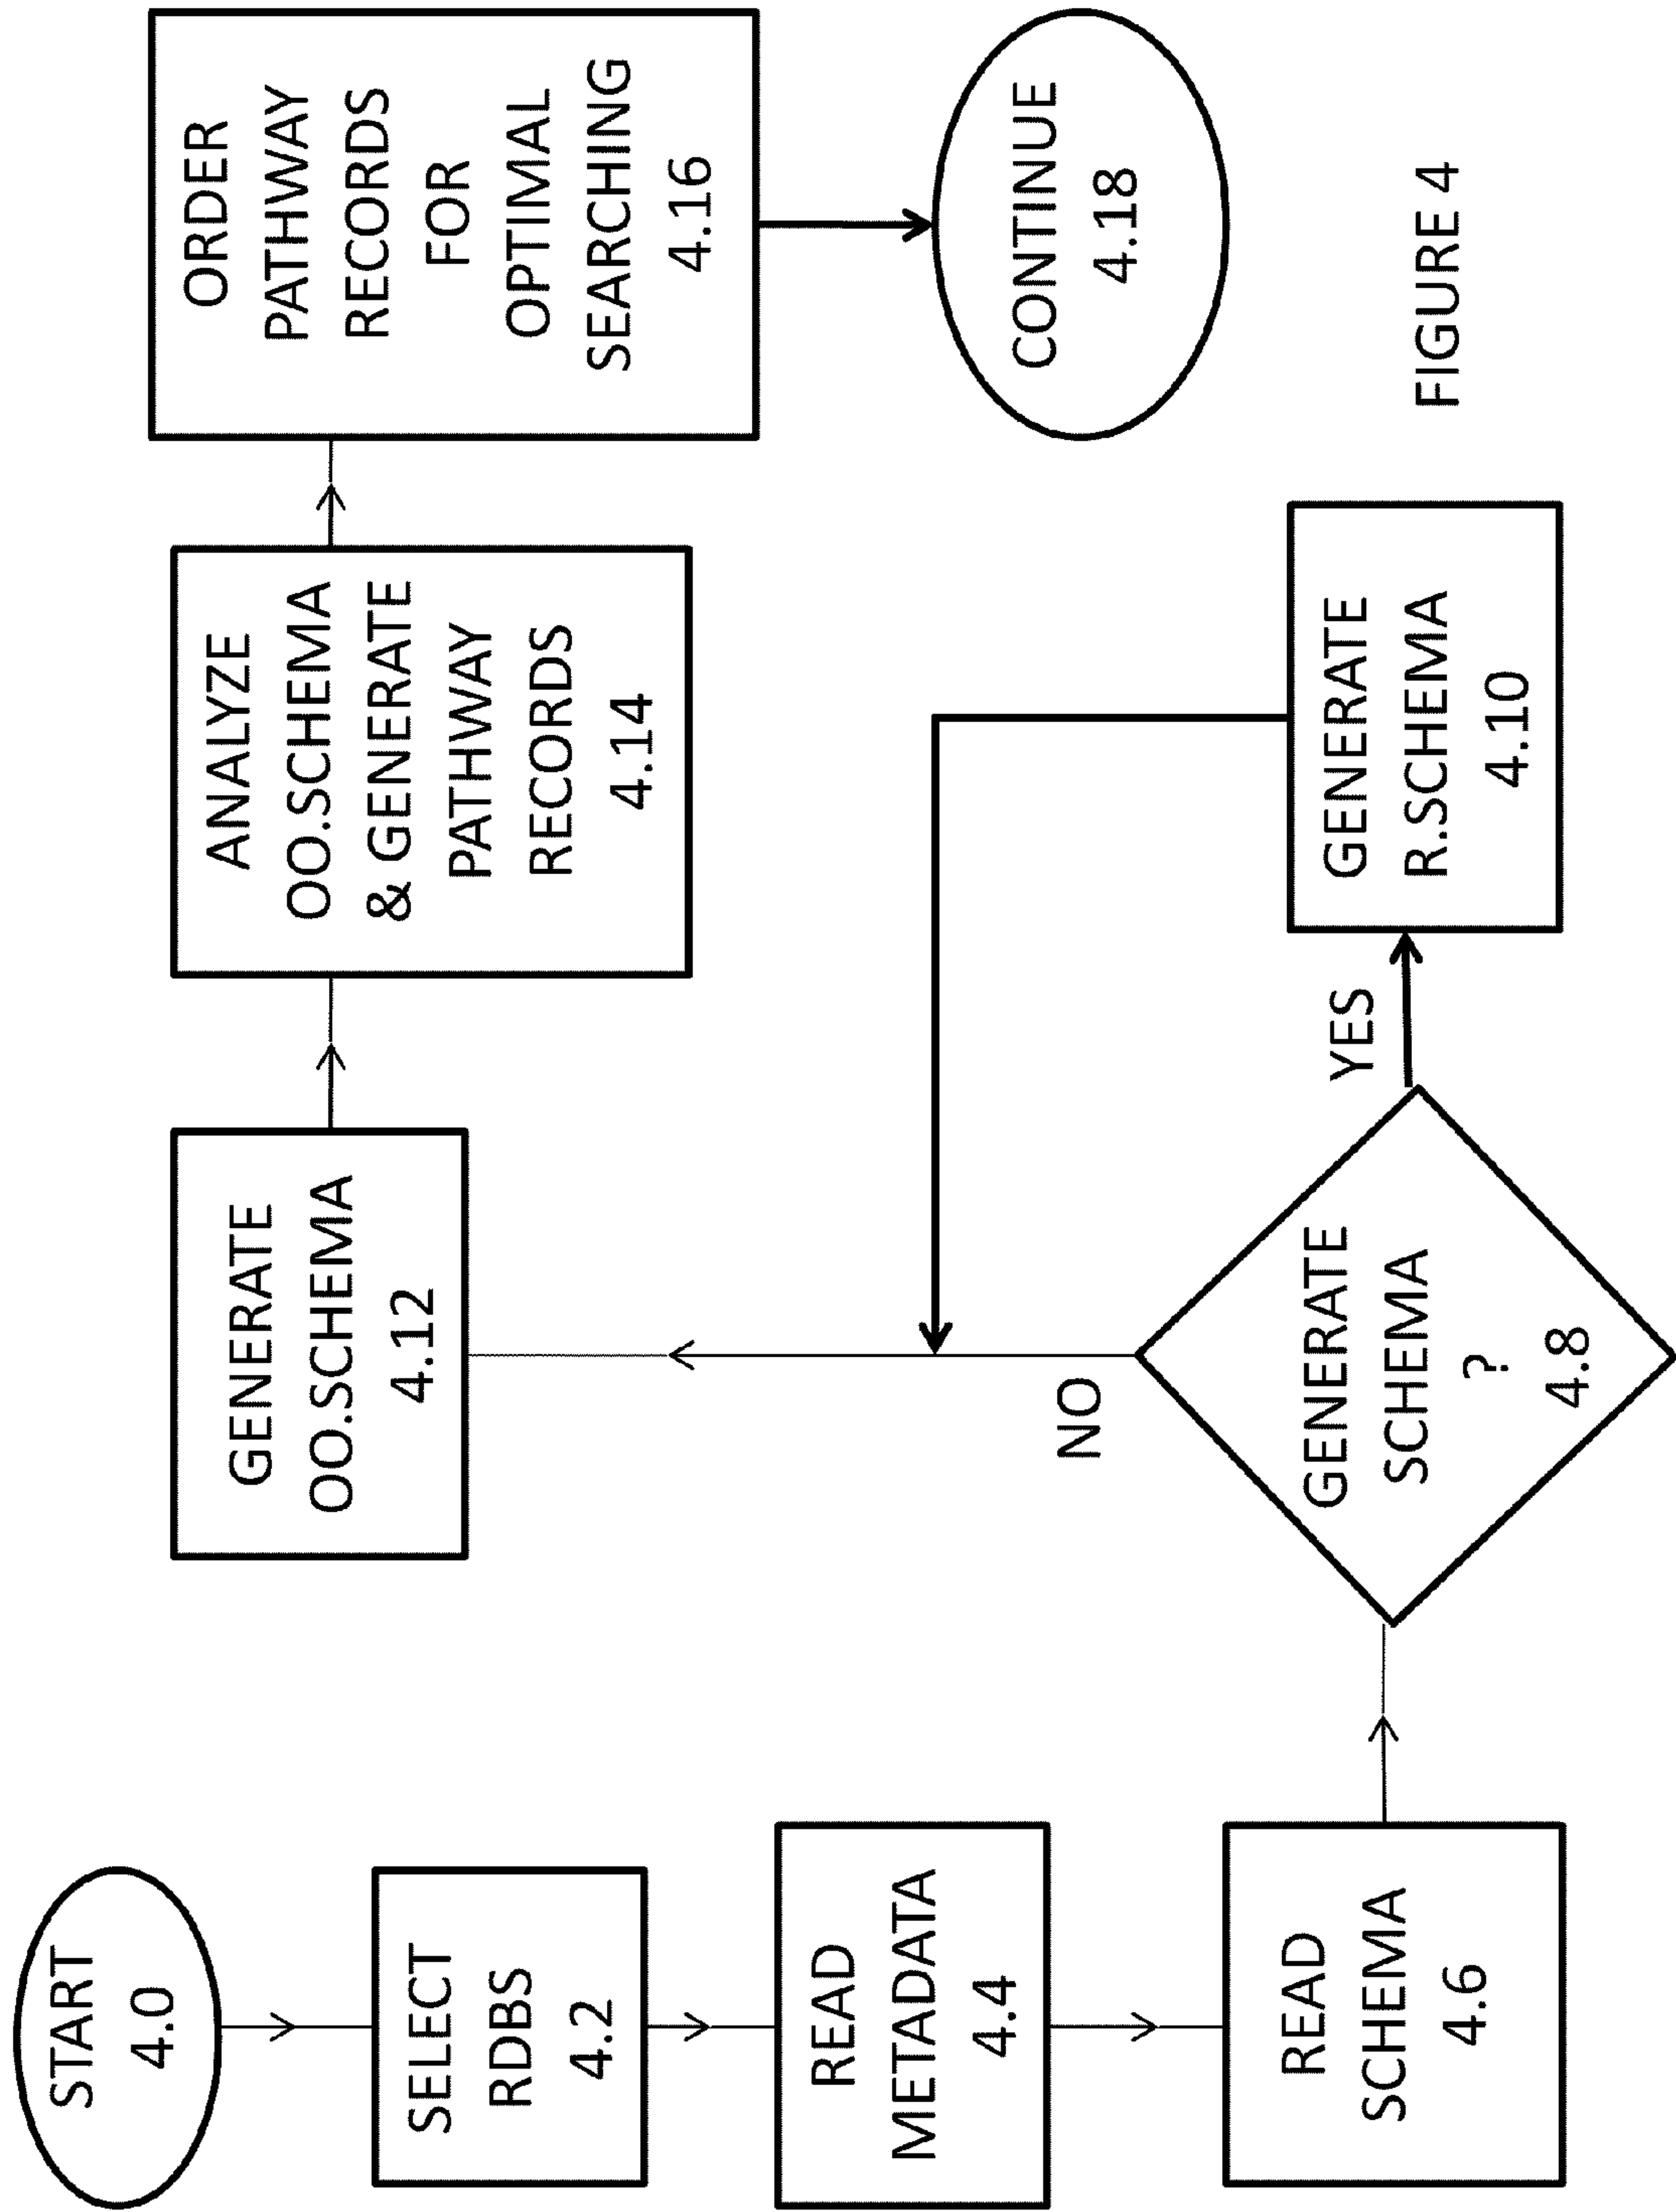 START
4.0
SELECT
RDBS
4.2
READ
METADATA
4.4
READ
SCHEMA
4.6
GENERATE
SCHEMA
?
4.8
NO
YES
GENERATE
R.SCHEMA
4.10
GENERATE
OO.SCHEMA
4.12
ANALYZE
OO.SCHEMA
& GENERATE
PATHWAY
RECORDS
4.14
ORDER
PATHWAY
RECORDS
FOR
OPTIMAL
SEARCHING
4.16
CONTINUE
4.18
FIGURE 4